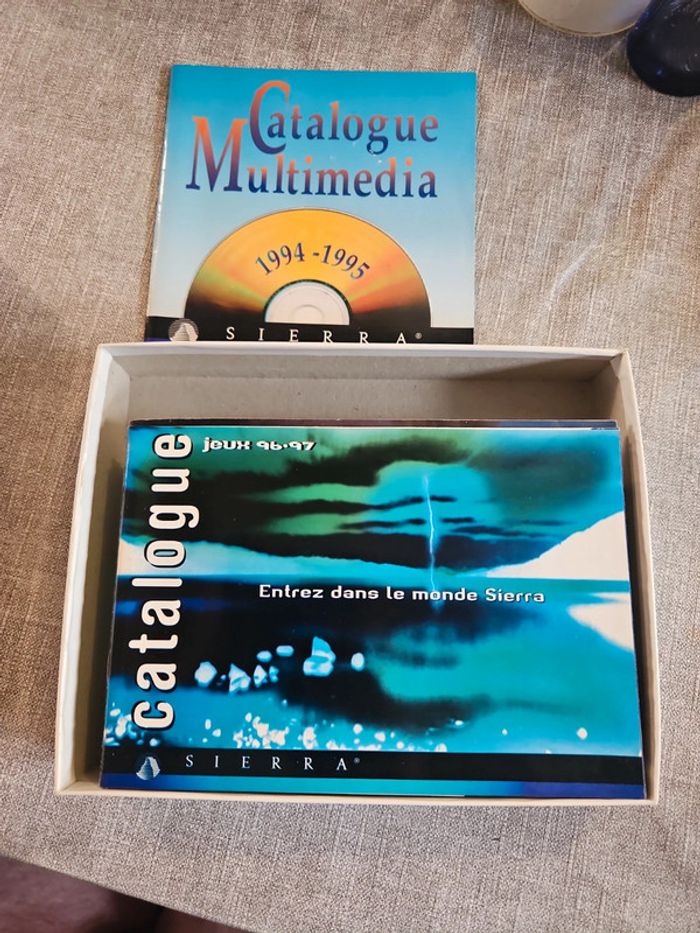 Catalogue
Multimedia
1994-1995
SIERRA®
catalogue
jeux 96•97
Entrez dans le monde Sierra
SIERRA®